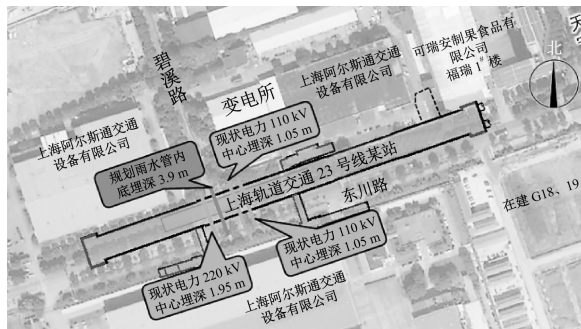 碧溪路
变电所
上海阿尔斯通交通
设备有限公司
可瑞安制果食品有
限公司
福瑞 1# 楼
天
北
上海阿尔斯通交通
设备有限公司
现状电力 110 kV
中心埋深 1.05 m
规划雨水管内
底埋深 3.9 m
上海轨道交通 23 号线某站
东川路
在建 G18、19
现状电力 110 kV
中心埋深 1.05 m
现状电力 220 kV
中心埋深 1.95 m
上海阿尔斯通交通
设备有限公司